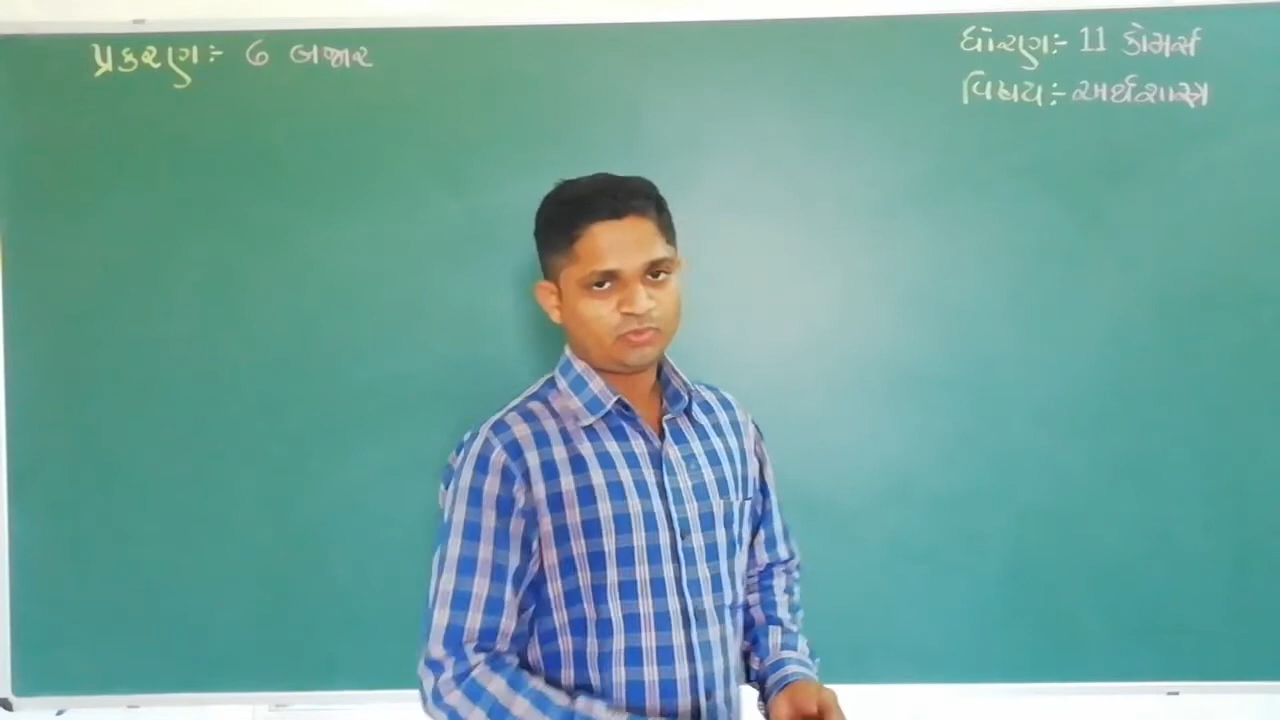 પ્રકરણ:- 6 બજાર
ધોરણ:- 11 કોમર્સ
વિષય:- અર્થશાસ્ત્ર